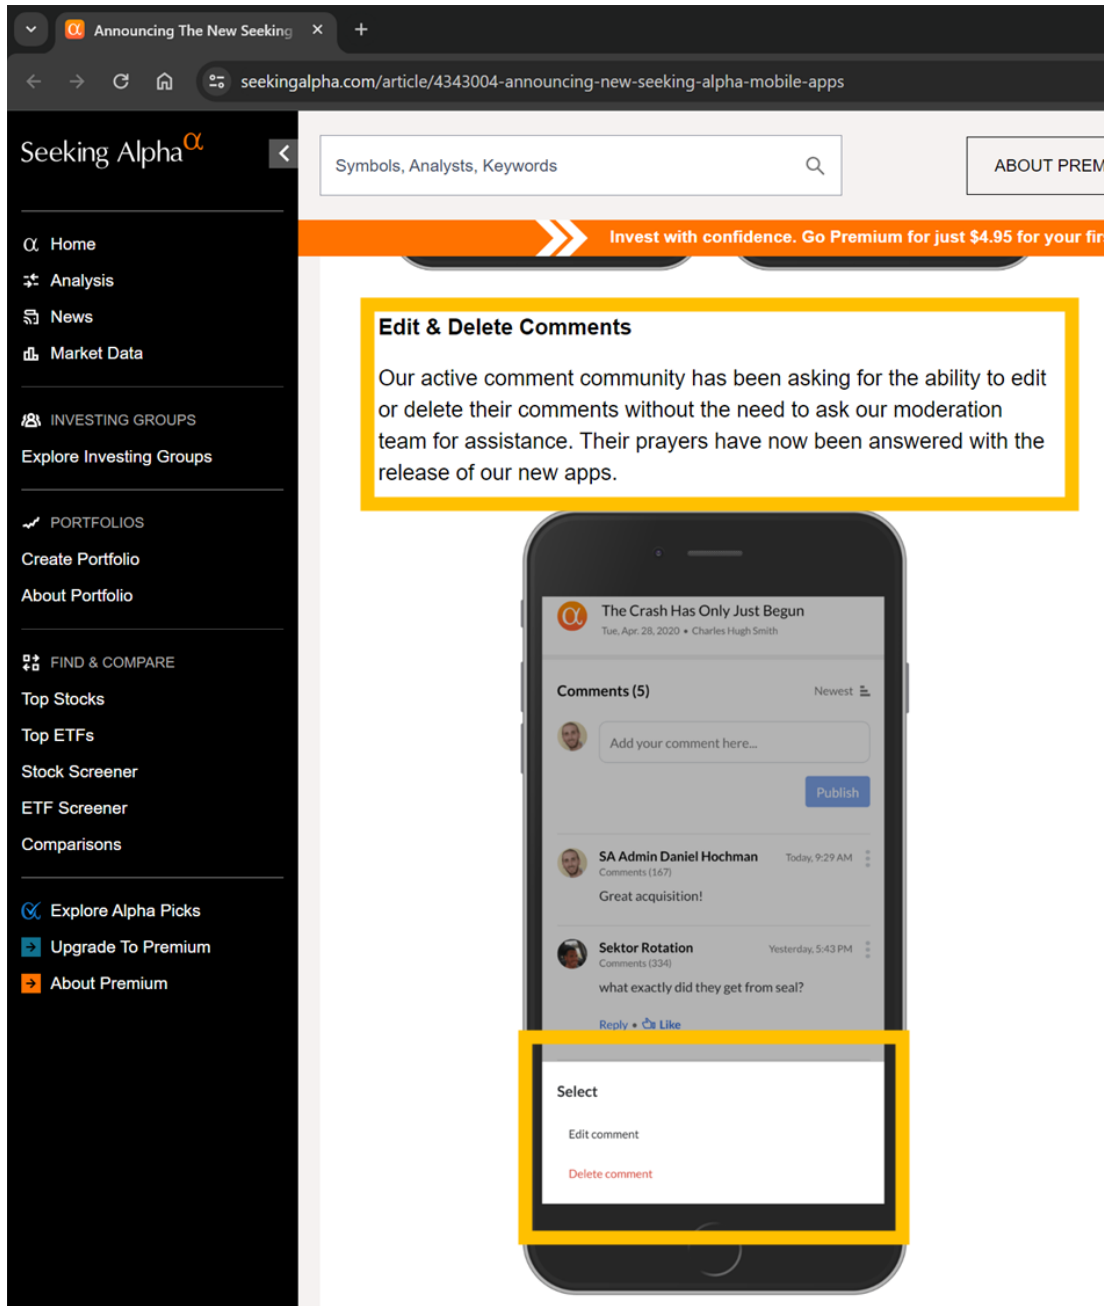 Announcing The New Seeking
seekingalpha.com/article/4343004-announcing-new-seeking-alpha-mobile-apps
Seeking Alpha α
Symbols, Analysts, Keywords
ABOUT PREM
Invest with confidence. Go Premium for just $4.95 for your fir
Home
Analysis
News
Market Data
INVESTING GROUPS
Explore Investing Groups
PORTFOLIOS
Create Portfolio
About Portfolio
FIND & COMPARE
Top Stocks
Top ETFs
Stock Screener
ETF Screener
Comparisons
Explore Alpha Picks
Upgrade To Premium
About Premium
Edit & Delete Comments
Our active comment community has been asking for the ability to edit
or delete their comments without the need to ask our moderation
team for assistance. Their prayers have now been answered with the
release of our new apps.
The Crash Has Only Just Begun
Tue, Apr. 28, 2020 • Charles Hugh Smith
Comments (5) Newest
Add your comment here...
Publish
SA Admin Daniel Hochman Today, 9:29 AM
Comments (167)
Great acquisition!
Sektor Rotation Yesterday, 5:43 PM
Comments (334)
what exactly did they get from seal?
Reply • Like
Select
Edit comment
Delete comment